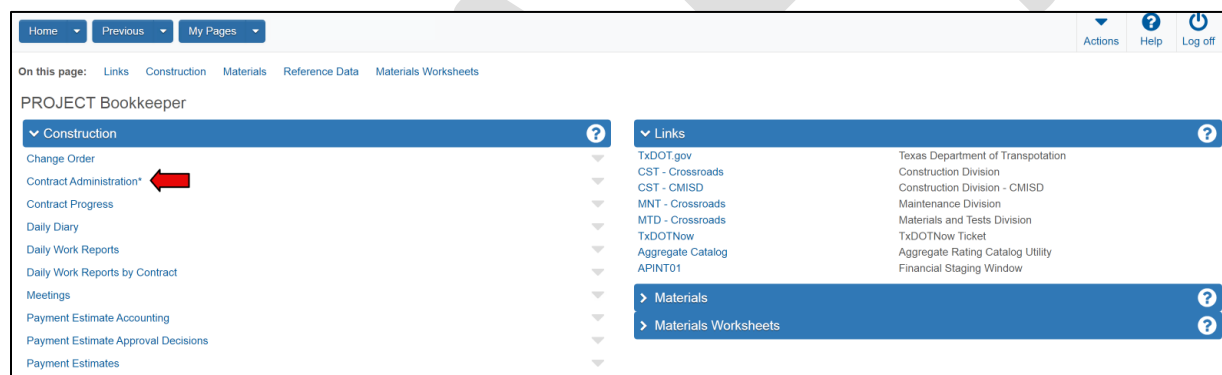 Home Previous My Pages
Actions Help Log off
On this page: Links Construction Materials Reference Data Materials Worksheets
PROJECT Bookkeeper
Construction ?
Change Order
Contract Administration*
Contract Progress
Daily Diary
Daily Work Reports
Daily Work Reports by Contract
Meetings
Payment Estimate Accounting
Payment Estimate Approval Decisions
Payment Estimates
Links ?
TxDOT.gov Texas Department of Transpotation
CST - Crossroads Construction Division
CST - CMISD Construction Division - CMISD
MNT - Crossroads Maintenance Division
MTD - Crossroads Materials and Tests Division
TxDOTNow TxDOTNow Ticket
Aggregate Catalog Aggregate Rating Catalog Utility
APINT01 Financial Staging Window
Materials ?
Materials Worksheets ?